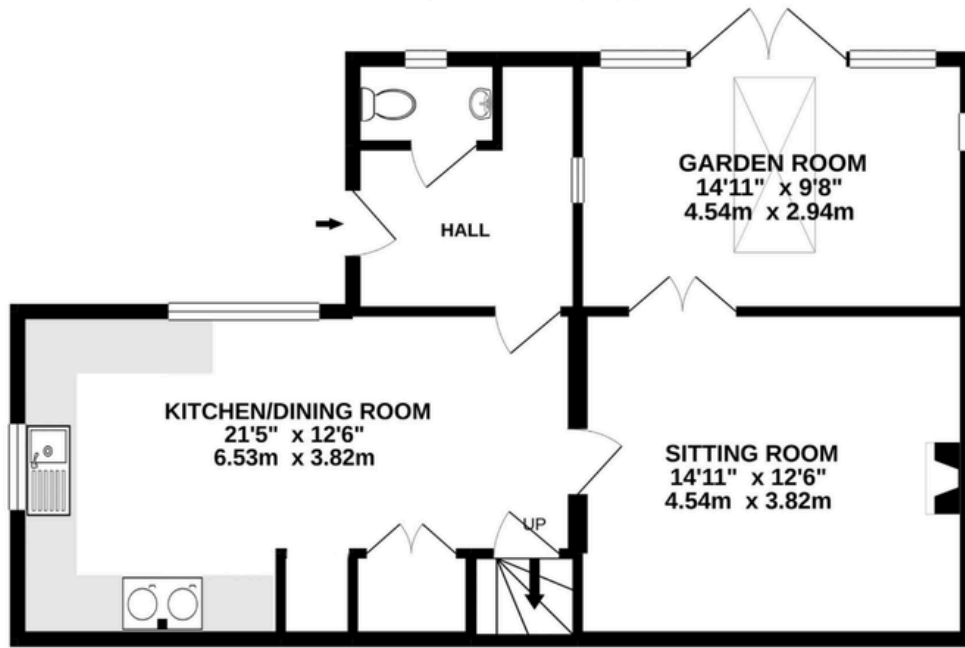 GARDEN ROOM
14'11" x 9'8"
4.54m x 2.94m
HALL
KITCHEN/DINING ROOM
21'5" x 12'6"
6.53m x 3.82m
SITTING ROOM
14'11" x 12'6"
4.54m x 3.82m
UP